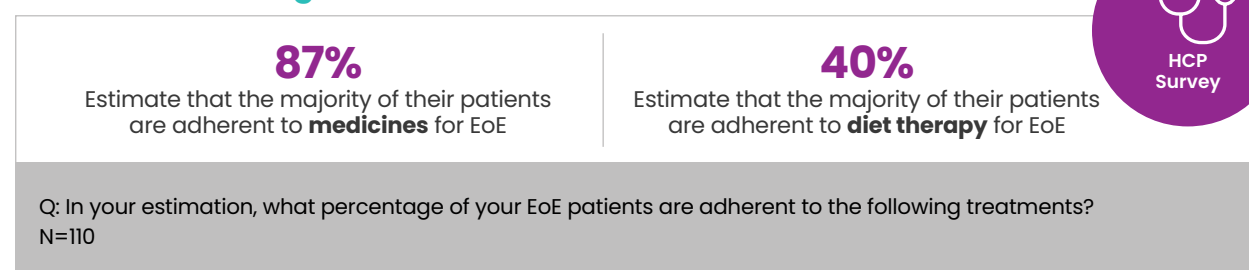 87%
Estimate that the majority of their patients
are adherent to medicines for EoE
40%
Estimate that the majority of their patients
are adherent to diet therapy for EoE
HCP
Survey
Q: In your estimation, what percentage of your EoE patients are adherent to the following treatments?
N=110